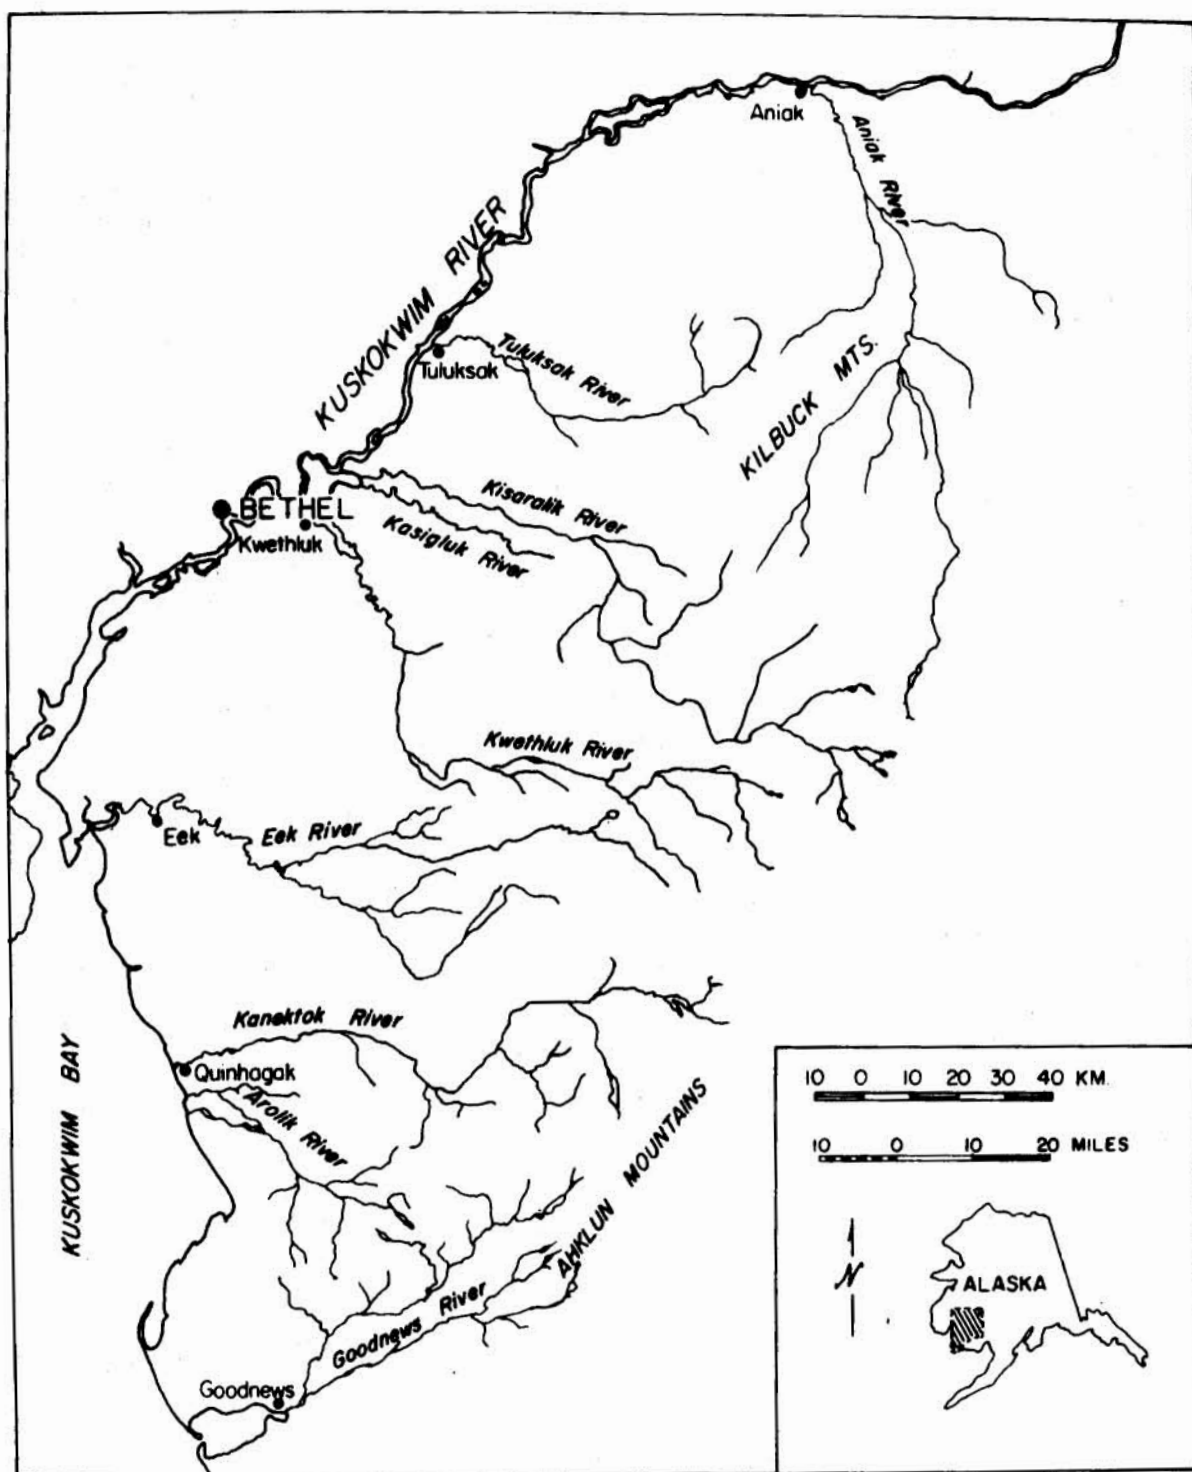 Aniak
Aniak River
KUSKOKWIM RIVER
Tuluksak
Tuluksak River
KILBUCK MTS.
Kisaralik River
BETHEL
Kasigluk River
Kwethluk
Kwethluk River
Eek
Eek River
Kanektok River
Quinhagak
Arolik River
KUSKOKWIM BAY
AHKLUN MOUNTAINS
Goodnews River
Goodnews
10 0 10 20 30 40 KM.
10 0 10 20 MILES
N
ALASKA